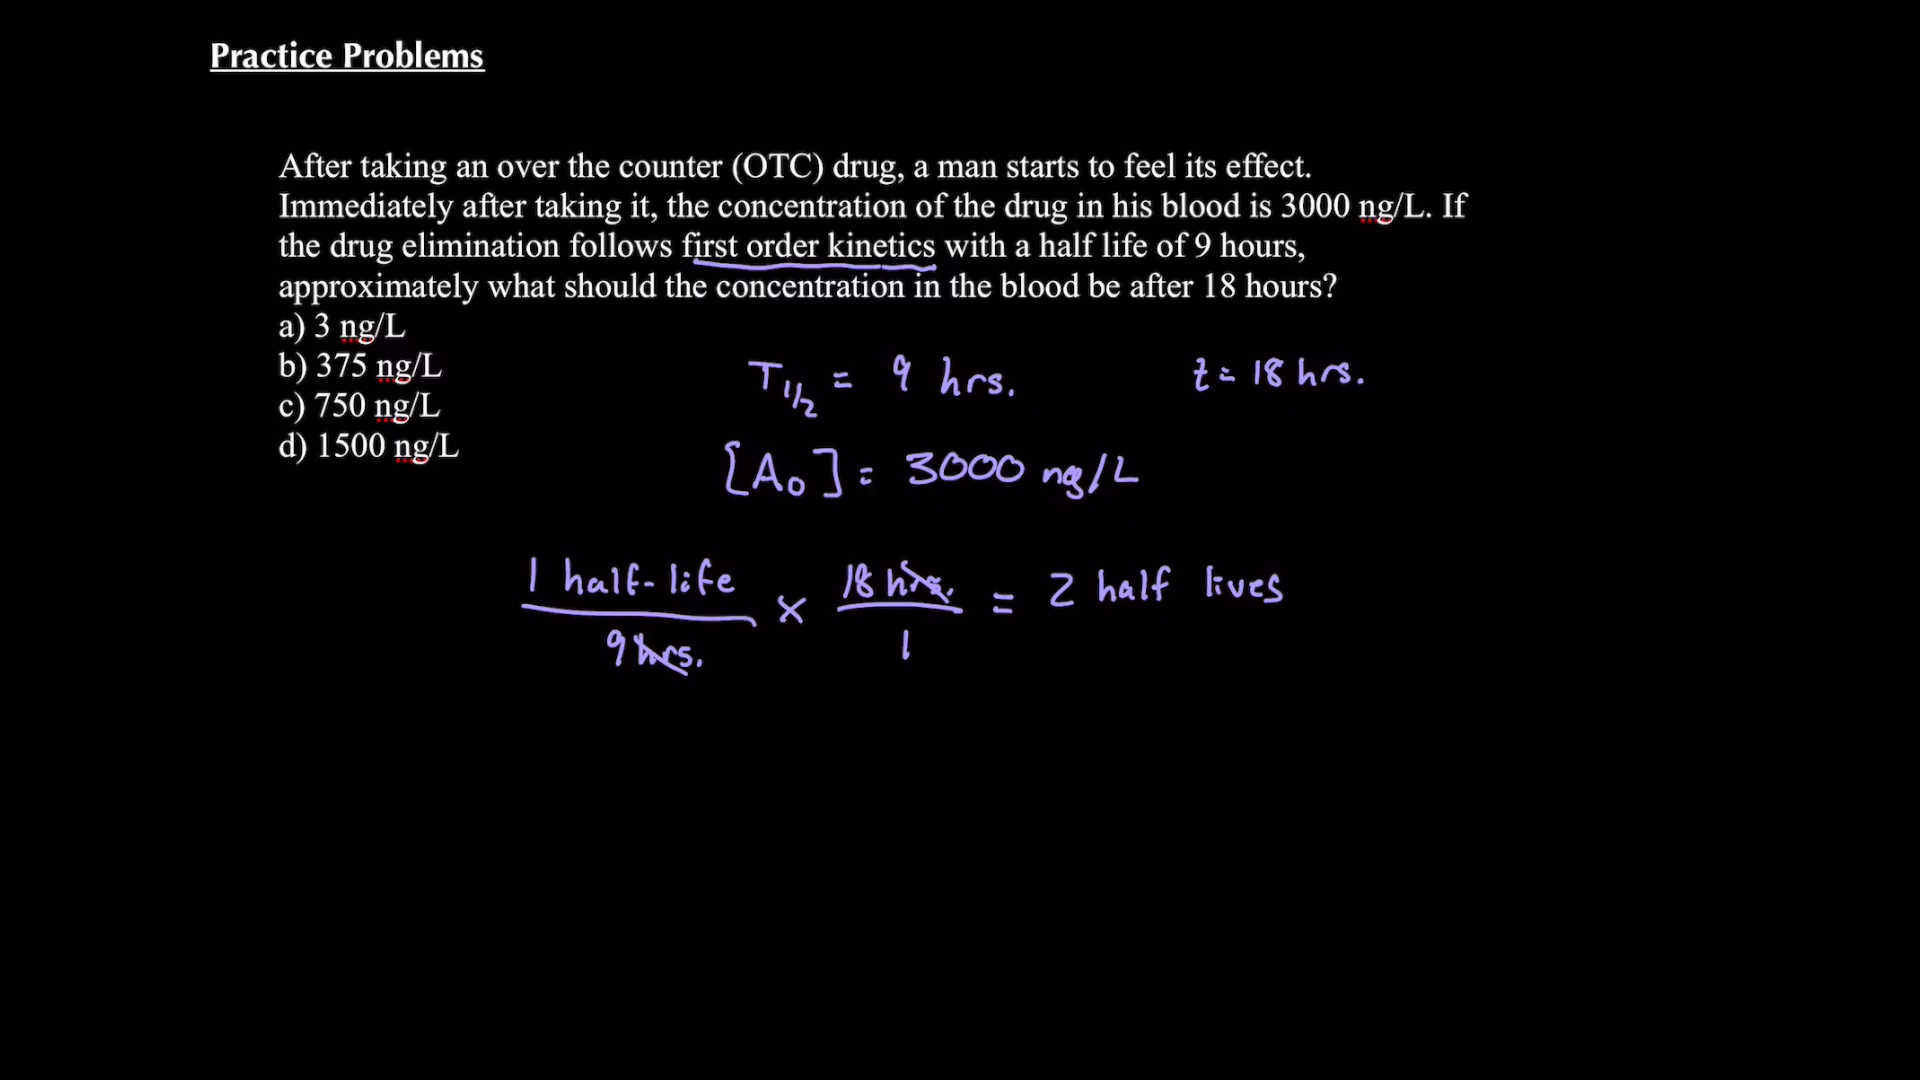 Practice Problems
After taking an over the counter (OTC) drug, a man starts to feel its effect.
Immediately after taking it, the concentration of the drug in his blood is 3000 ng/L. If
the drug elimination follows first order kinetics with a half life of 9 hours,
approximately what should the concentration in the blood be after 18 hours?
a) 3 ng/L
b) 375 ng/L
c) 750 ng/L
d) 1500 ng/L
T1/2 = 9 hrs. t = 18 hrs.
[A0] = 3000 ng/L
1 half-life / 9 hrs. x 18 hrs. / 1 = 2 half lives